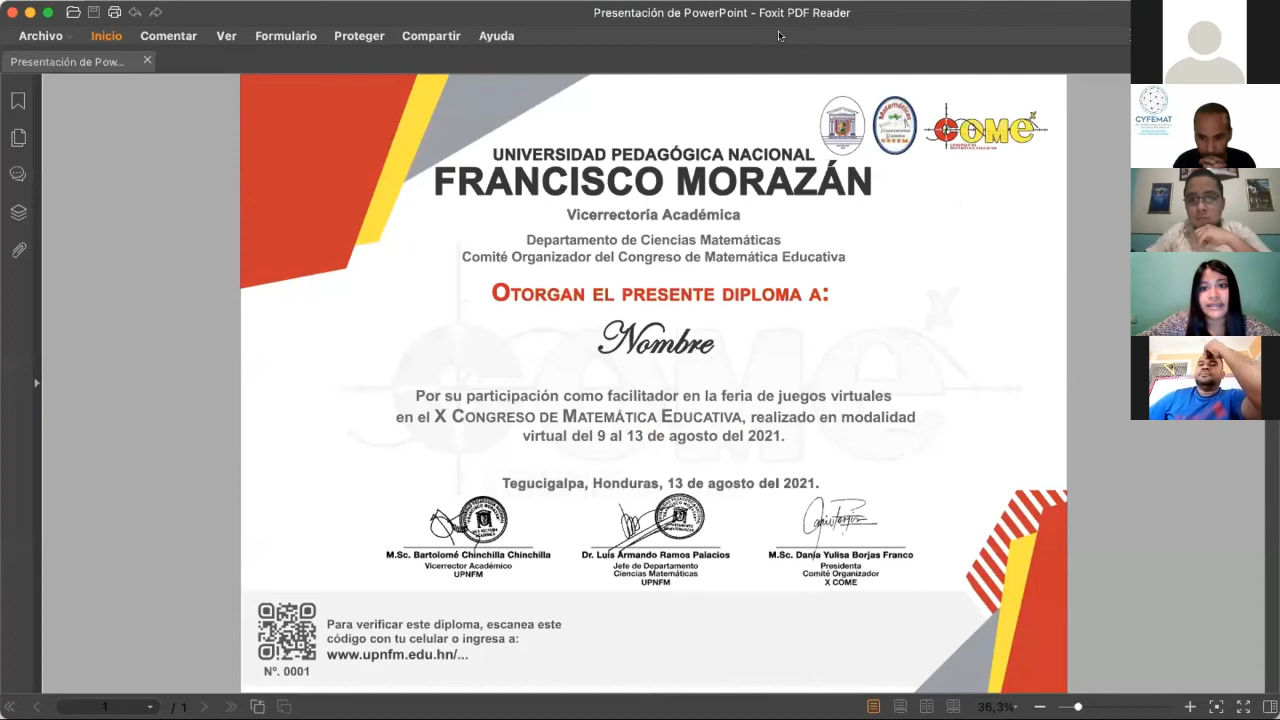 Presentación de PowerPoint - Foxit PDF Reader
Archivo Inicio Comentar Ver Formulario Proteger Compartir Ayuda
Presentación de Pow...
CYFEMAT
COME
UNIVERSIDAD PEDAGÓGICA NACIONAL
FRANCISCO MORAZÁN
Vicerrectoría Académica
Departamento de Ciencias Matemáticas
Comité Organizador del Congreso de Matemática Educativa
OTORGAN EL PRESENTE DIPLOMA A:
Nombre
Por su participación como facilitador en la feria de juegos virtuales
en el X CONGRESO DE MATEMÁTICA EDUCATIVA, realizado en modalidad
virtual del 9 al 13 de agosto del 2021.
Tegucigalpa, Honduras, 13 de agosto del 2021.
M.Sc. Bartolomé Chinchilla Chinchilla
Vicerrector Académico
UPNFM
Dr. Luis Armando Ramos Palacios
Jefe de Departamento
Ciencias Matemáticas
UPNFM
M.Sc. Dania Yulisa Borjas Franco
Presidenta
Comité Organizador
X COME
Para verificar este diploma, escanea este
código con tu celular o ingresa a:
www.upnfm.edu.hn/...
Nº. 0001
1 / 1
36,3%